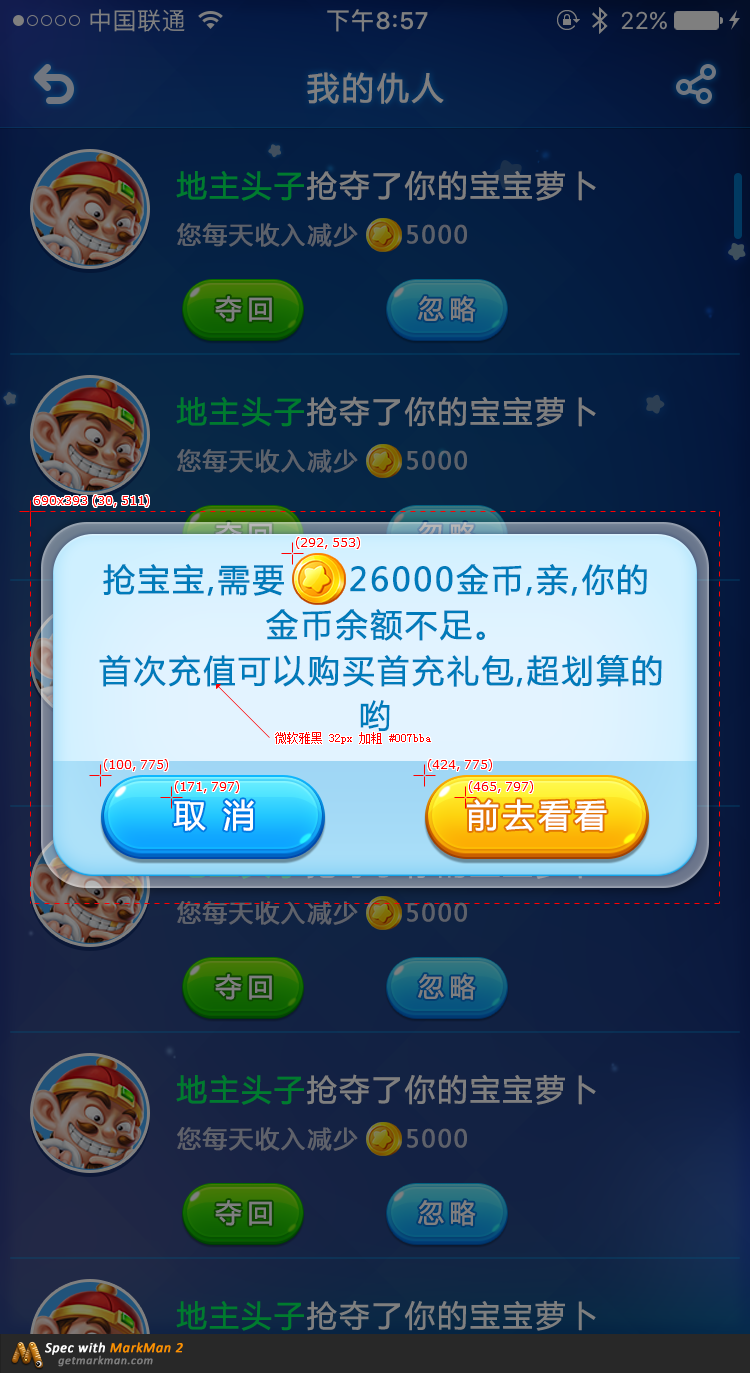 中国联通 下午8:57 22%
我的仇人
地主头子抢夺了你的宝宝萝卜
您每天收入减少 5000
夺回 忽略
地主头子抢夺了你的宝宝萝卜
您每天收入减少 5000
690x393 (30, 511)
夺回 忽略
(292, 553)
抢宝宝,需要 26000金币,亲,你的
金币余额不足。
首次充值可以购买首充礼包,超划算的
哟
微软雅黑 32px 加粗 #007bba
(100, 775) (424, 775)
(171, 797) (465, 797)
取 消 前去看看
您每天收入减少 5000
夺回 忽略
地主头子抢夺了你的宝宝萝卜
您每天收入减少 5000
夺回 忽略
地主头子抢夺了你的宝宝萝卜
Spec with MarkMan 2
getmarkman.com